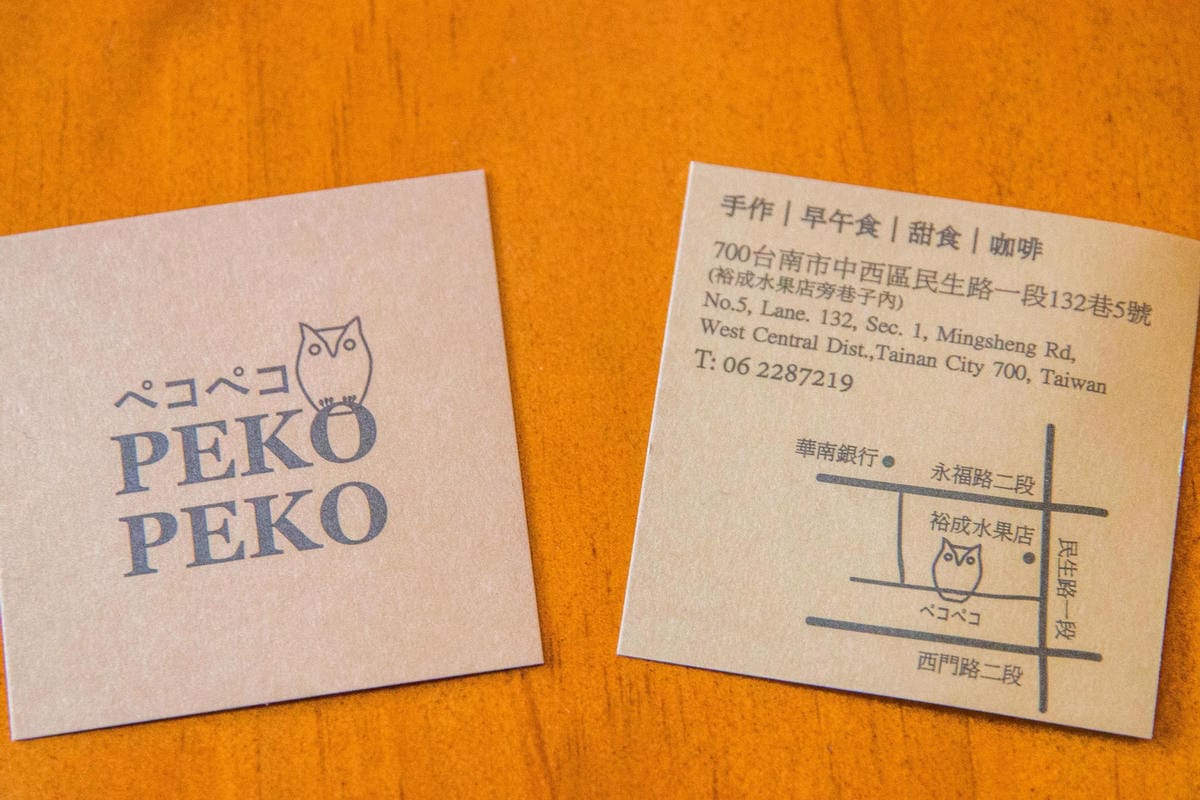 ペコペコ
PEKO
PEKO
手作｜早午食｜甜食｜咖啡
700台南市中西區民生路一段132巷5號
(裕成水果店旁巷子內)
No.5, Lane. 132, Sec. 1, Mingsheng Rd,
West Central Dist.,Tainan City 700, Taiwan
T: 06 2287219
華南銀行
永福路二段
裕成水果店
民生路一段
ペコペコ
西門路二段